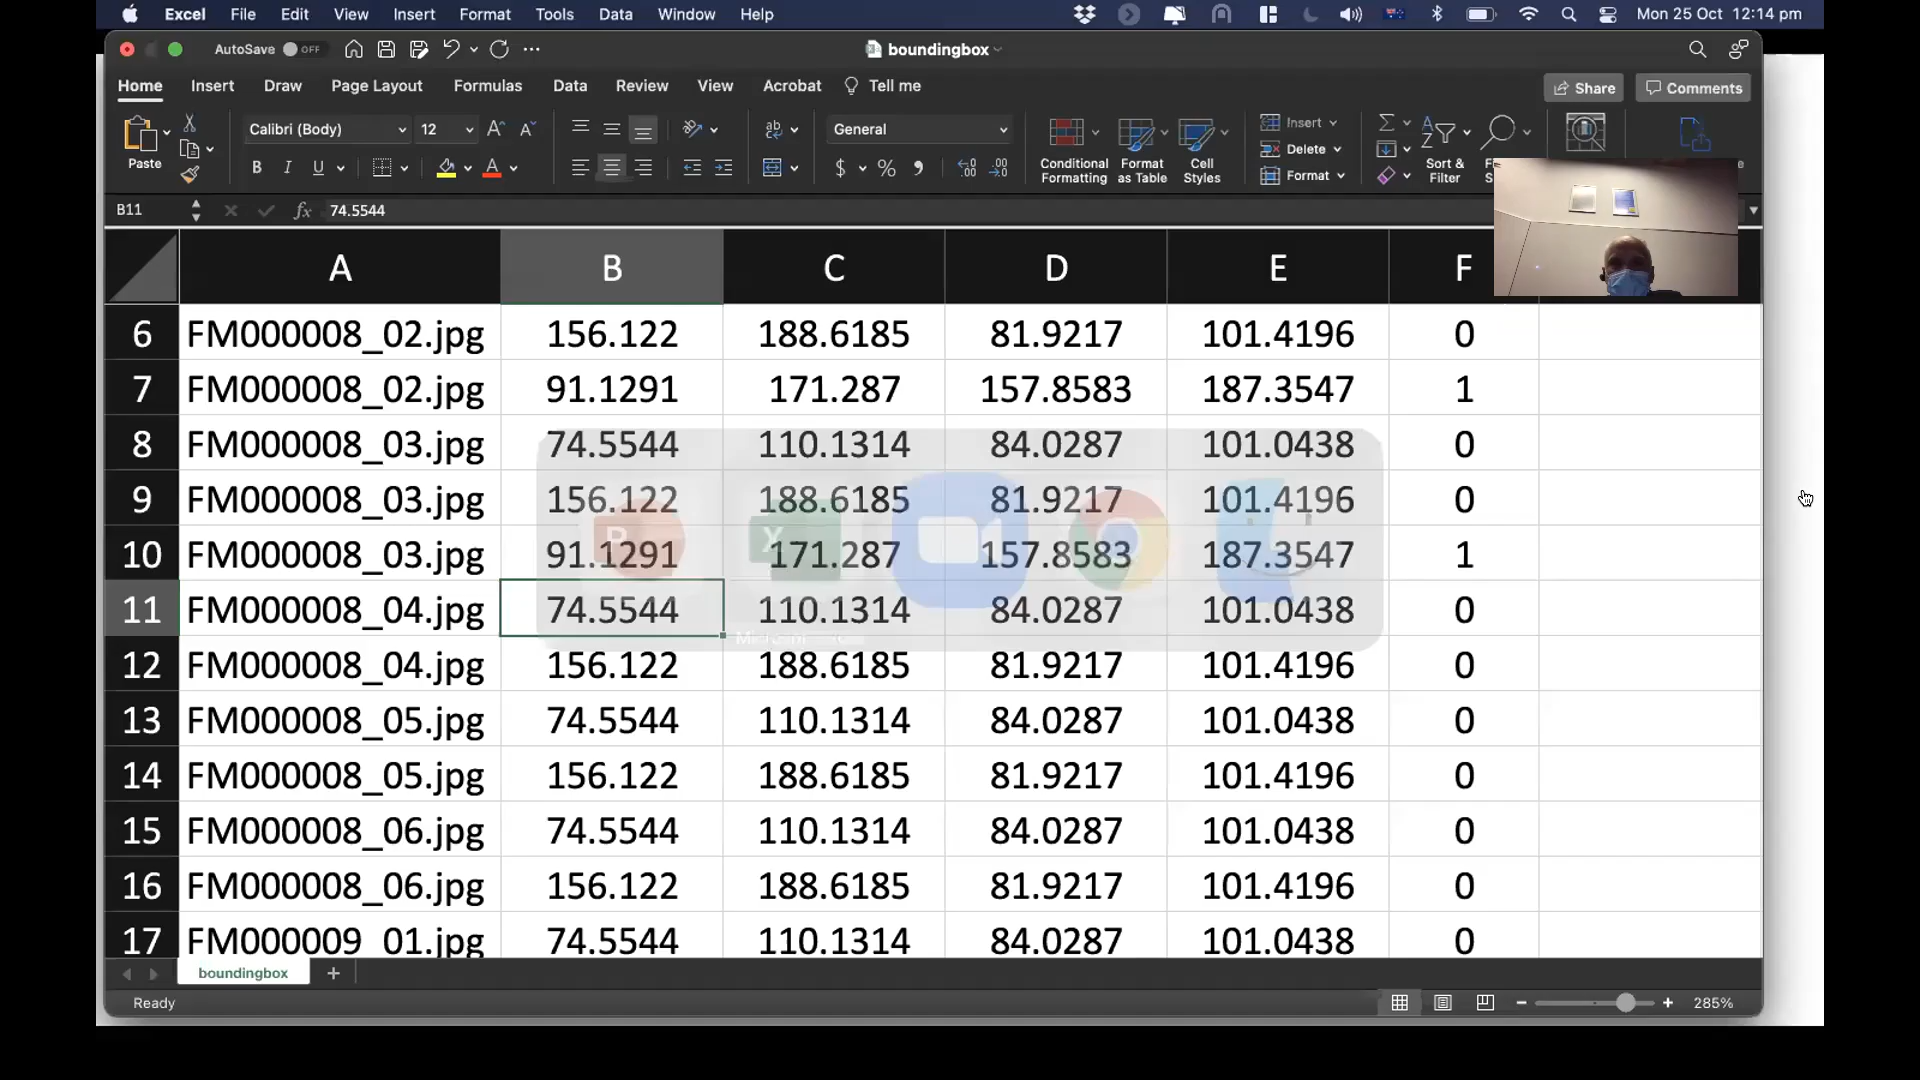 Excel File Edit View Insert Format Tools Data Window Help Mon 25 Oct 12:14 pm
AutoSave OFF boundingbox
Home Insert Draw Page Layout Formulas Data Review View Acrobat Tell me Share Comments
Calibri (Body) 12 General Insert
Paste Delete
B I U A $ % Conditional Formatting Format as Table Cell Styles Format Sort & Filter
B11 fx 74.5544
A B C D E F
6 FM000008_02.jpg 156.122 188.6185 81.9217 101.4196 0
7 FM000008_02.jpg 91.1291 171.287 157.8583 187.3547 1
8 FM000008_03.jpg 74.5544 110.1314 84.0287 101.0438 0
9 FM000008_03.jpg 156.122 188.6185 81.9217 101.4196 0
10 FM000008_03.jpg 91.1291 171.287 157.8583 187.3547 1
11 FM000008_04.jpg 74.5544 110.1314 84.0287 101.0438 0
12 FM000008_04.jpg 156.122 188.6185 81.9217 101.4196 0
13 FM000008_05.jpg 74.5544 110.1314 84.0287 101.0438 0
14 FM000008_05.jpg 156.122 188.6185 81.9217 101.4196 0
15 FM000008_06.jpg 74.5544 110.1314 84.0287 101.0438 0
16 FM000008_06.jpg 156.122 188.6185 81.9217 101.4196 0
17 FM000009_01.jpg 74.5544 110.1314 84.0287 101.0438 0
boundingbox
Ready 285%